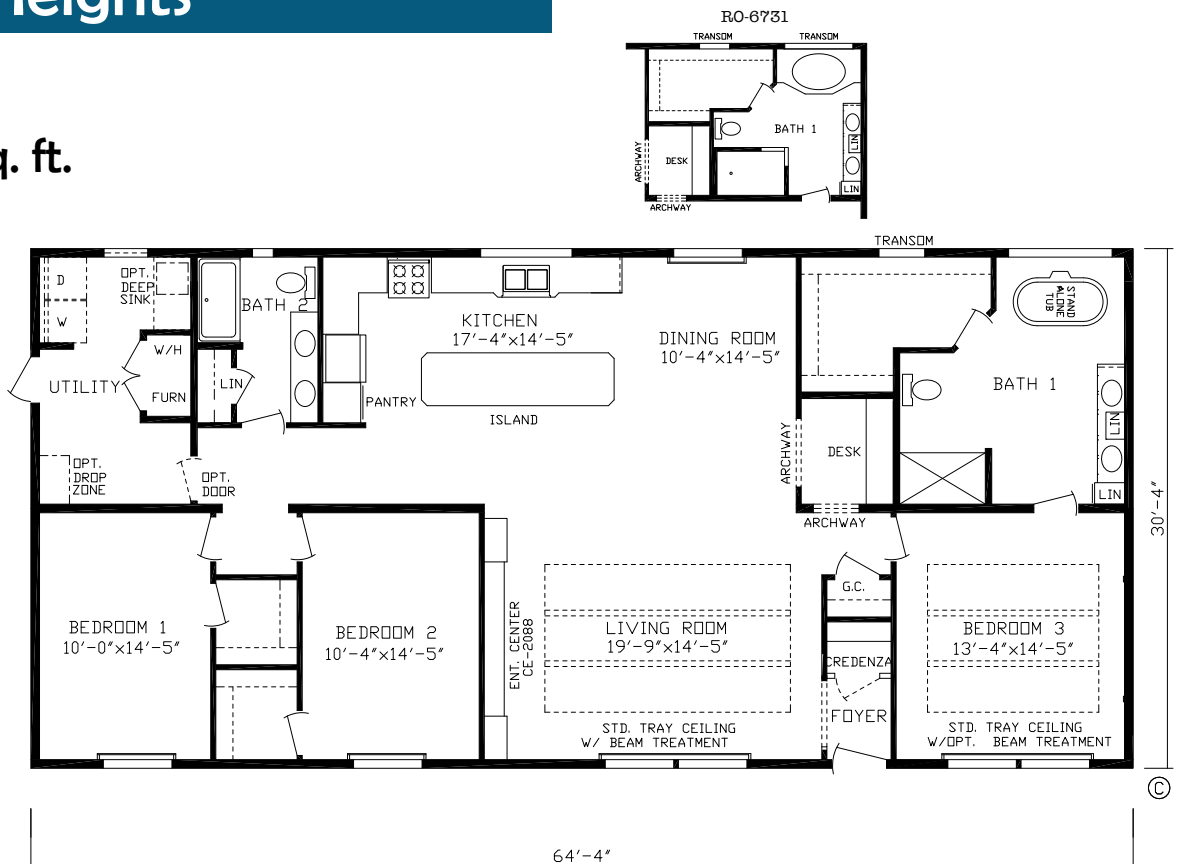 Heights
RO-6731
TRANSOM
TRANSOM
BATH 1
LIN
ARCHWAY
DESK
LIN
ARCHWAY
q. ft.
TRANSOM
D
OPT.
DEEP
SINK
W
BATH 2
KITCHEN
17'-4"x14'-5"
DINING ROOM
10'-4"x14'-5"
STAND
ALONE
TUB
W/H
UTILITY
FURN
LIN
PANTRY
ISLAND
BATH 1
LIN
ARCHWAY
DESK
OPT.
DROP
ZONE
OPT.
DOOR
LIN
ARCHWAY
30'-4"
G.C.
BEDROOM 1
10'-0"x14'-5"
BEDROOM 2
10'-4"x14'-5"
ENT. CENTER
CE-2088
LIVING ROOM
19'-9"x14'-5"
BEDROOM 3
13'-4"x14'-5"
CREDENZA
FOYER
STD. TRAY CEILING
W/ BEAM TREATMENT
STD. TRAY CEILING
W/OPT. BEAM TREATMENT
©
64'-4"